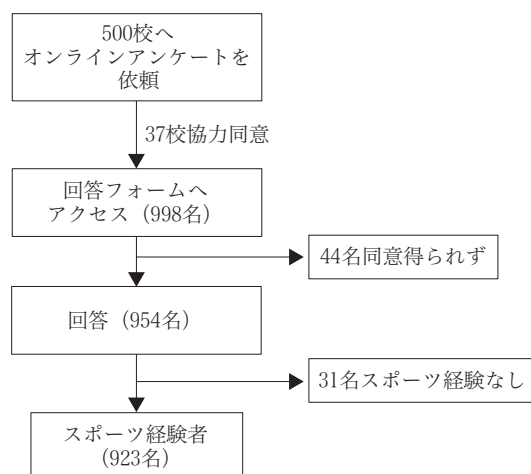 500校へ
オンラインアンケートを
依頼
37校協力同意
回答フォームへ
アクセス（998名）
44名同意得られず
回答（954名）
31名スポーツ経験なし
スポーツ経験者
（923名）